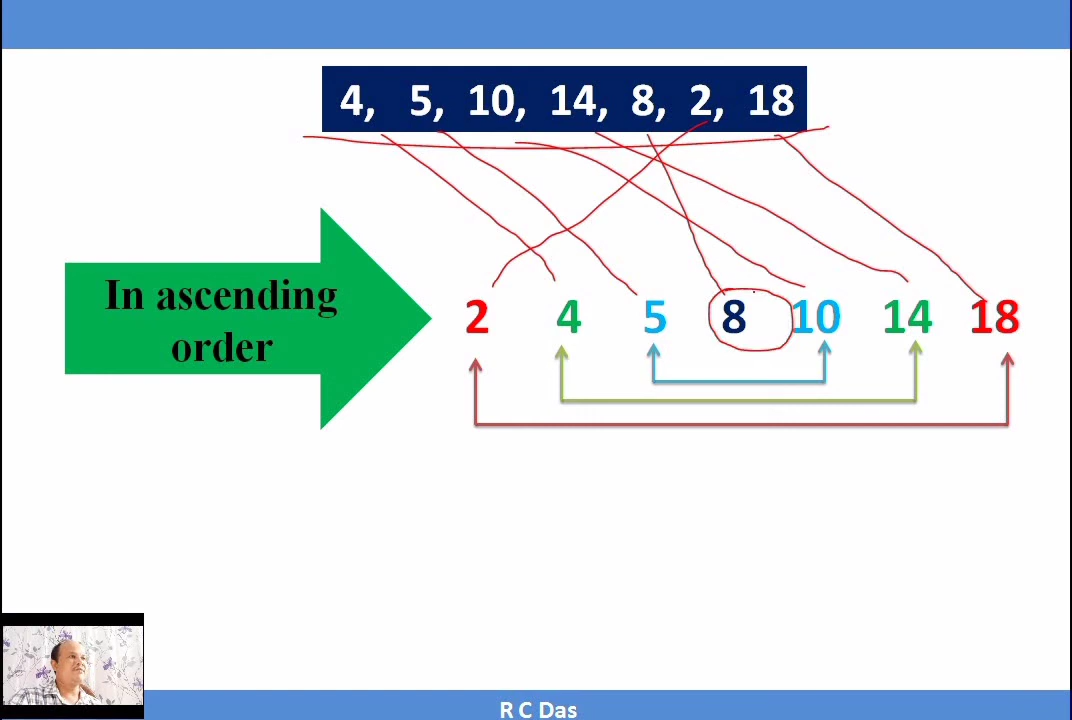 4, 5, 10, 14, 8, 2, 18
In ascending
order
2 4 5 8 10 14 18
R C Das